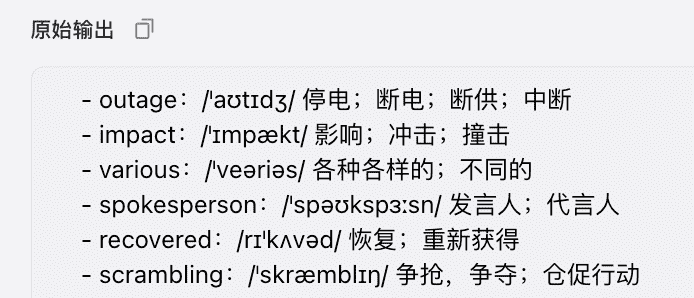 原始输出
- outage：/ˈaʊtɪdʒ/ 停电；断电；断供；中断
- impact：/ˈɪmpækt/ 影响；冲击；撞击
- various：/ˈveəriəs/ 各种各样的；不同的
- spokesperson：/ˈspəʊkspɜːsn/ 发言人；代言人
- recovered：/rɪˈkʌvəd/ 恢复；重新获得
- scrambling：/ˈskræmblɪŋ/ 争抢，争夺；仓促行动